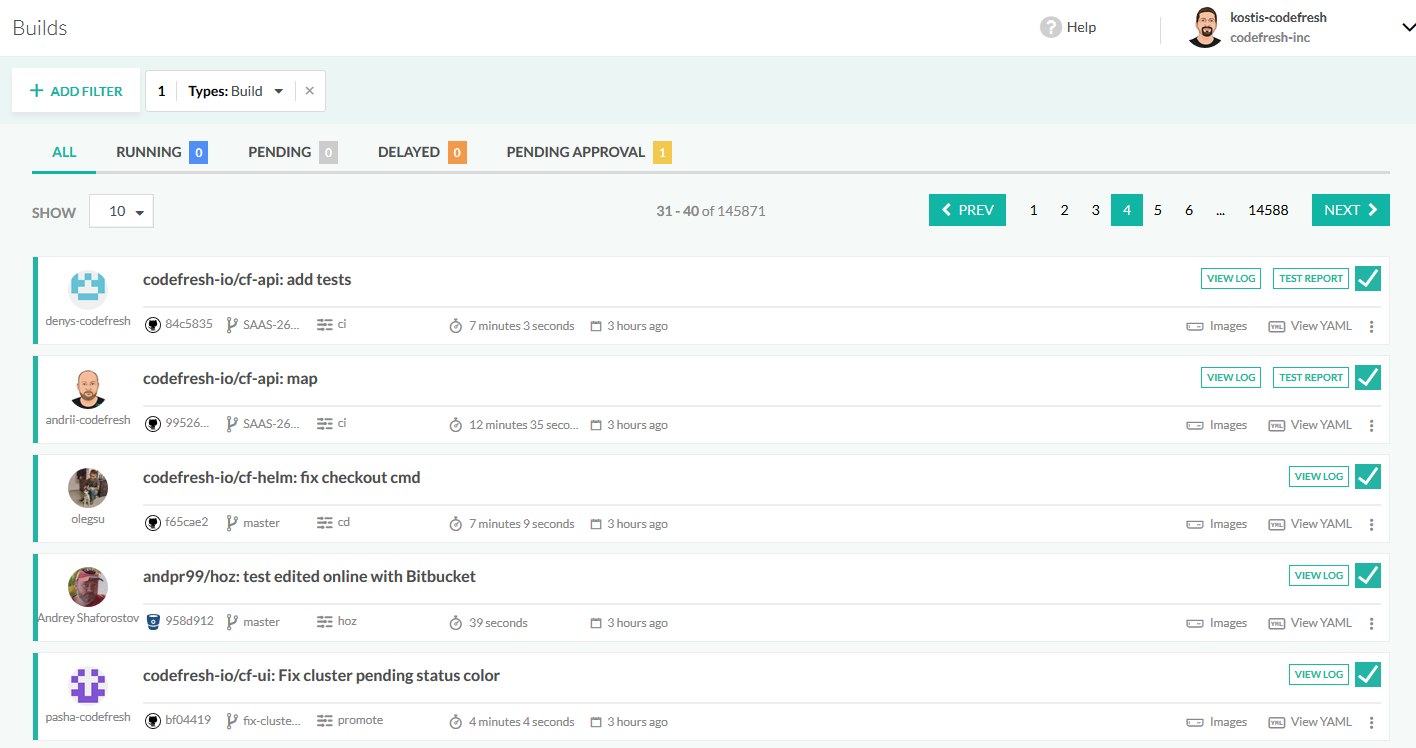 Builds
? Help
kostis-codefresh
codefresh-inc
+ ADD FILTER
1 Types: Build
ALL RUNNING 0 PENDING 0 DELAYED 0 PENDING APPROVAL 1
SHOW 10 31 - 40 of 145871 PREV 1 2 3 4 5 6 ... 14588 NEXT
codefresh-io/cf-api: add tests VIEW LOG TEST REPORT
denys-codefresh 84c5835 SAAS-26... ci 7 minutes 3 seconds 3 hours ago Images YML View YAML
codefresh-io/cf-api: map VIEW LOG TEST REPORT
andrii-codefresh 99526... SAAS-26... ci 12 minutes 35 seco... 3 hours ago Images YML View YAML
codefresh-io/cf-helm: fix checkout cmd VIEW LOG
olegsu f65cae2 master cd 7 minutes 9 seconds 3 hours ago Images YML View YAML
andpr99/hoz: test edited online with Bitbucket VIEW LOG
Andrey Shaforostov 958d912 master hoz 39 seconds 3 hours ago Images YML View YAML
codefresh-io/cf-ui: Fix cluster pending status color VIEW LOG
pasha-codefresh bf04419 fix-cluste... promote 4 minutes 4 seconds 3 hours ago Images YML View YAML